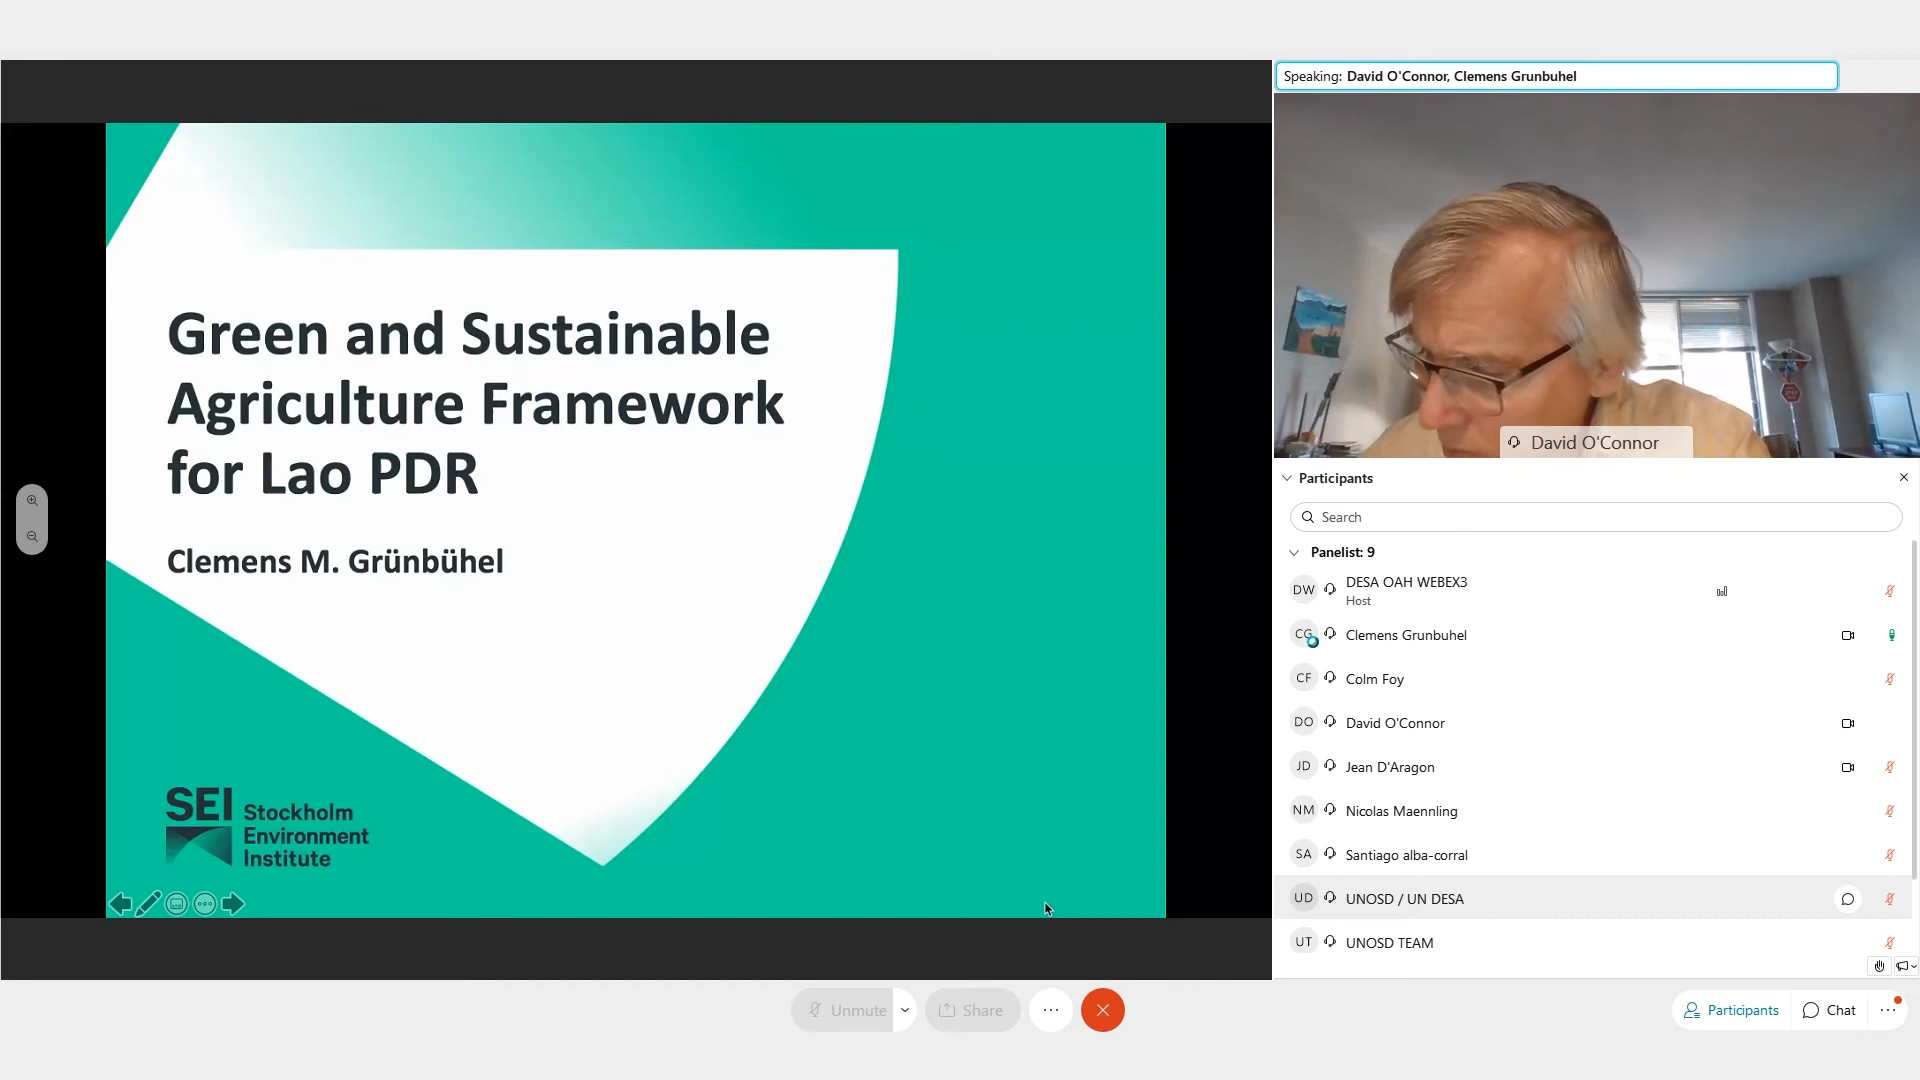 Speaking: David O'Connor, Clemens Grunbuhel
Green and Sustainable
Agriculture Framework
for Lao PDR
Clemens M. Grünbühel
SEI Stockholm
Environment
Institute
David O'Connor
Participants
Search
Panelist: 9
DW DESA OAH WEBEX3
Host
CG Clemens Grunbuhel
CF Colm Foy
DO David O'Connor
JD Jean D'Aragon
NM Nicolas Maennling
SA Santiago alba-corral
UD UNOSD / UN DESA
UT UNOSD TEAM
Unmute
Share
Participants
Chat